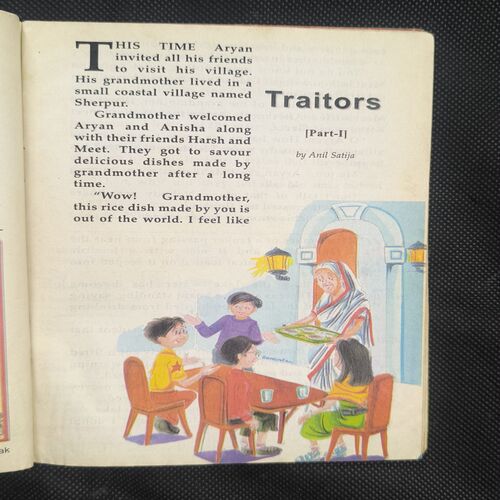 THIS TIME Aryan
invited all his friends
to visit his village.
His grandmother lived in a
small coastal village named
Sherpur.
Grandmother welcomed
Aryan and Anisha along
with their friends Harsh and
Meet. They got to savour
delicious dishes made by
grandmother after a long
time.
"Wow! Grandmother,
this rice dish made by you is
out of the world. I feel like
Traitors
[Part-I]
by Anil Satija
ak